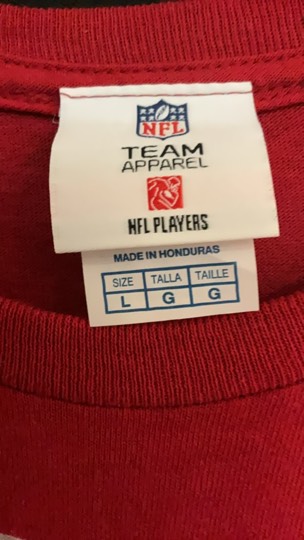 NFL
TEAM
APPAREL
NFL PLAYERS
MADE IN HONDURAS
SIZE TALLA TAILLE
L G G